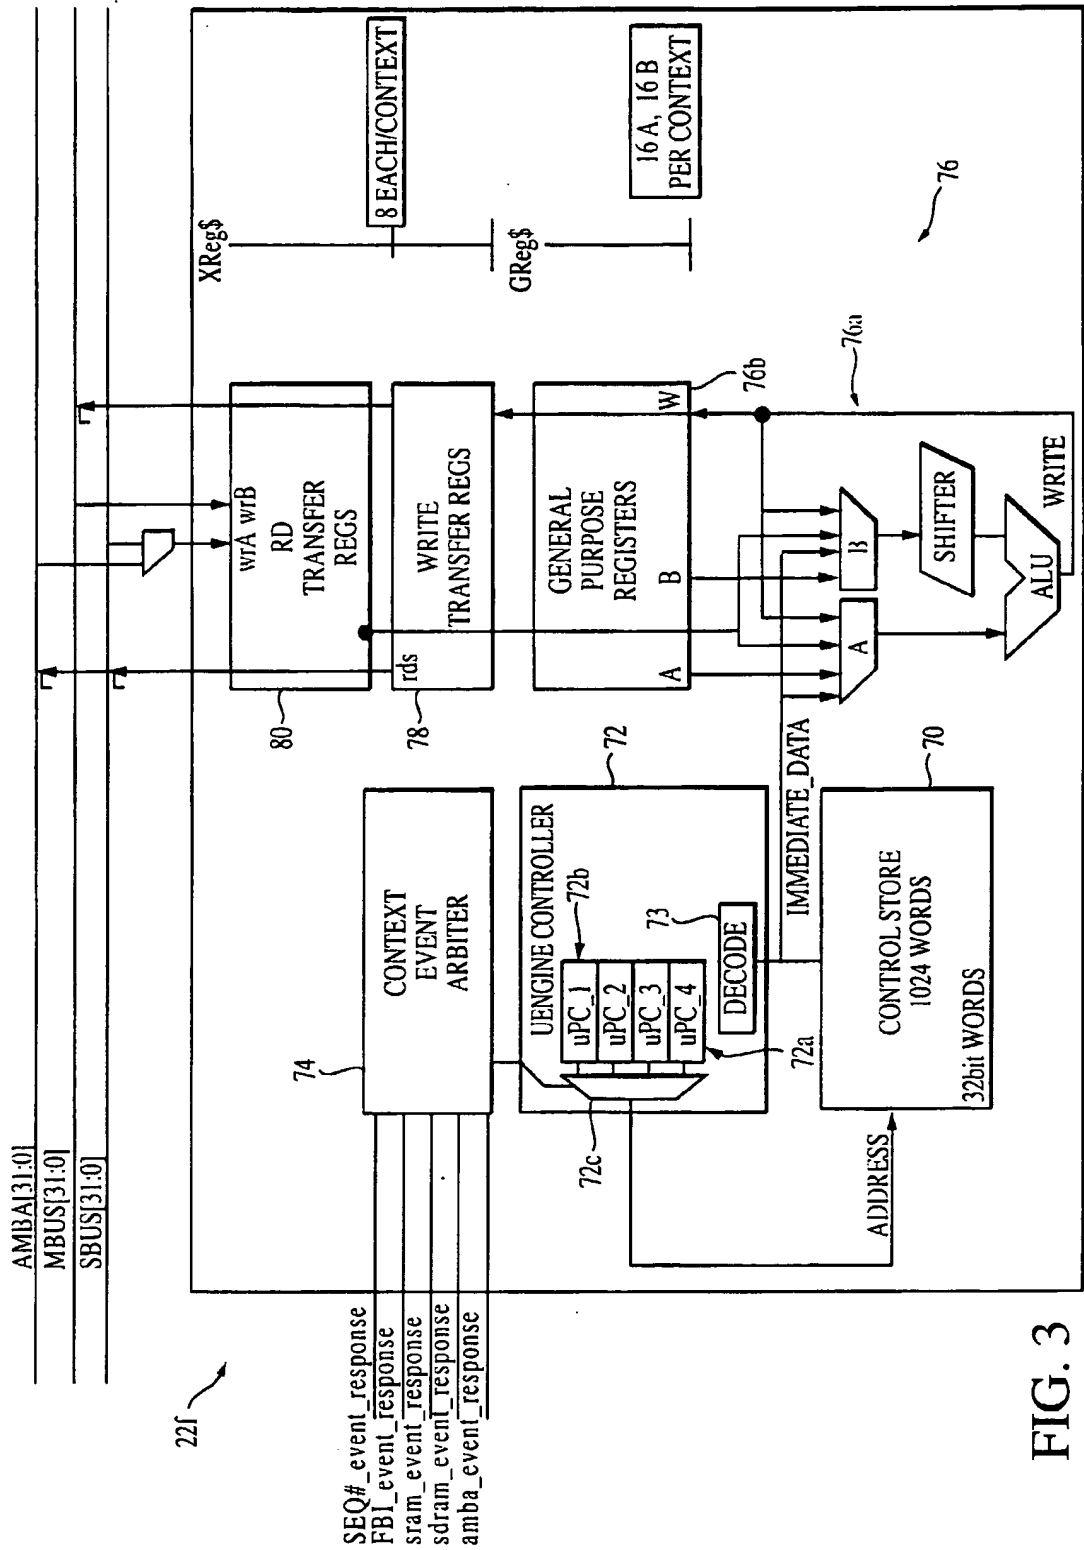 AMBA[31:0]
MBUS[31:0]
SBUS[31:0]
22f
SEQ#_event_response
FBI_event_response
sram_event_response
sdram_event_response
amba_event_response
74
CONTEXT
EVENT
ARBITER
UENGINE CONTROLLER
72
72b
uPC_1
uPC_2
uPC_3
uPC_4
72a
72c
73
DECODE
ADDRESS
IMMEDIATE_DATA
70
CONTROL STORE
1024 WORDS
32bit WORDS
80
wrA wrB
RD
TRANSFER
REGS
78
rds
WRITE
TRANSFER REGS
GENERAL
PURPOSE
REGISTERS
A
B
W
76b
A
B
SHIFTER
ALU
WRITE
76a
76
XReg$
8 EACH/CONTEXT
GReg$
16 A, 16 B
PER CONTEXT
FIG. 3